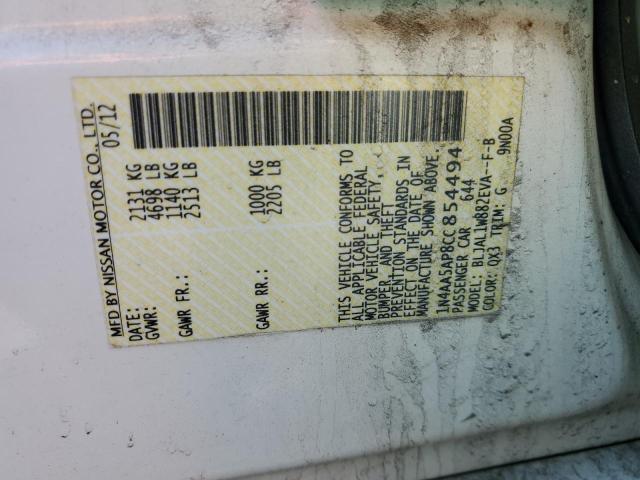 MFD BY NISSAN MOTOR CO., LTD.
DATE: 05/12
GVWR: 2131 KG
4698 LB
GAWR FR.: 1140 KG
2513 LB
GAWR RR.: 1000 KG
2205 LB
THIS VEHICLE CONFORMS TO
ALL APPLICABLE FEDERAL
MOTOR VEHICLE SAFETY,
BUMPER, AND THEFT
PREVENTION STANDARDS IN
EFFECT ON THE DATE OF
MANUFACTURE SHOWN ABOVE.
1N4AA5AP8CC 854494
PASSENGER CAR 644
MODEL: BLJAL1WB82EVA--F-B
COLOR: QX3 TRIM: G 9N00A